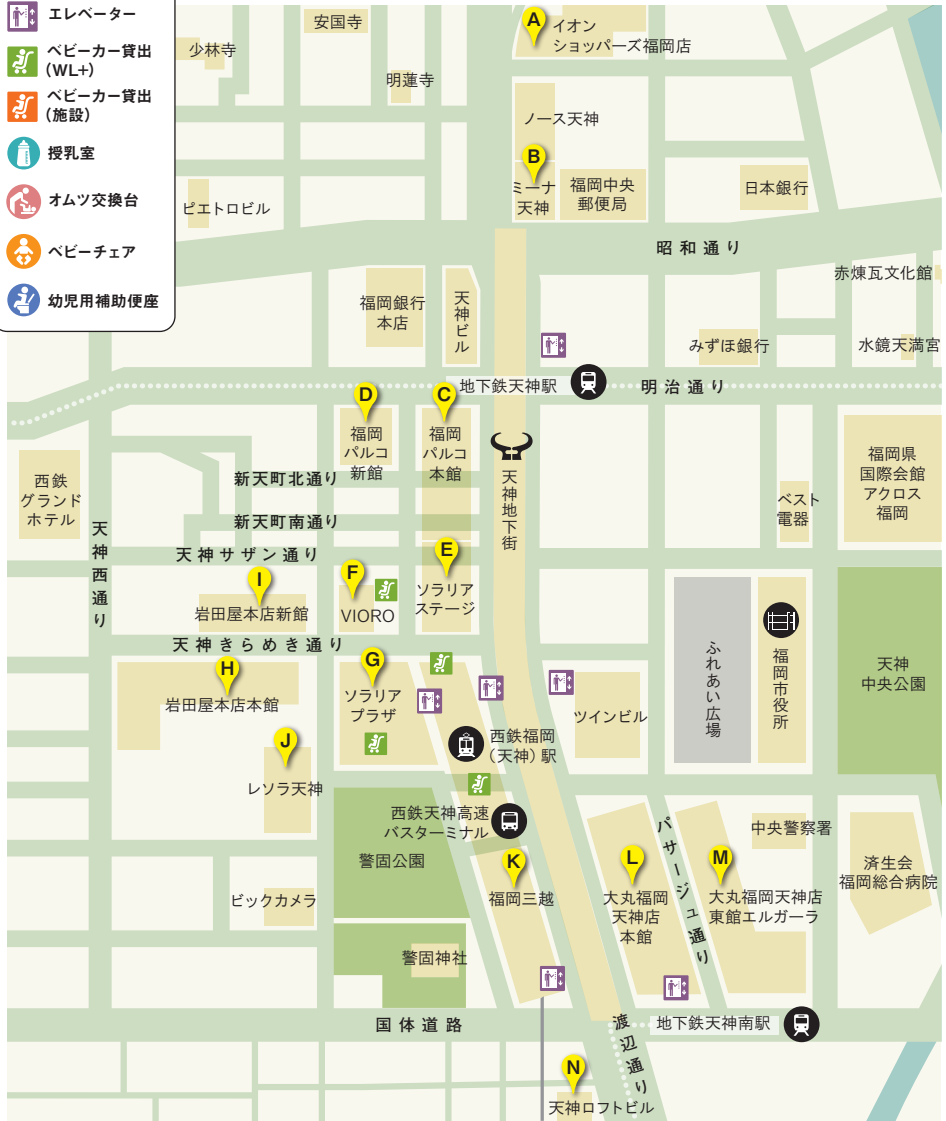 エレベーター
ベビーカー貸出
(WL+)
ベビーカー貸出
(施設)
授乳室
オムツ交換台
ベビーチェア
幼児用補助便座
安国寺
少林寺
明蓮寺
A
イオン
ショッパーズ福岡店
ノース天神
B
ミーナ
天神
福岡中央
郵便局
日本銀行
ピエトロビル
昭和通り
赤煉瓦文化館
福岡銀行
本店
天神ビル
みずほ銀行
水鏡天満宮
地下鉄天神駅
明治通り
D
福岡
パルコ
新館
C
福岡
パルコ
本館
西鉄
グランド
ホテル
新天町北通り
天神地下街
ベスト
電器
福岡県
国際会館
アクロス
福岡
新天町南通り
天神西通り
天神サザン通り
I
岩田屋本店新館
F
VIORO
E
ソラリア
ステージ
天神きらめき通り
H
岩田屋本店本館
G
ソラリア
プラザ
ツインビル
ふれあい広場
福岡市役所
天神
中央公園
西鉄福岡
(天神)駅
J
レソラ天神
西鉄天神高速
バスターミナル
警固公園
K
福岡三越
L
大丸福岡
天神店
本館
パサージュ通り
M
大丸福岡天神店
東館エルガーラ
中央警察署
済生会
福岡総合病院
ビックカメラ
警固神社
国体道路
渡辺通り
地下鉄天神南駅
N
天神ロフトビル